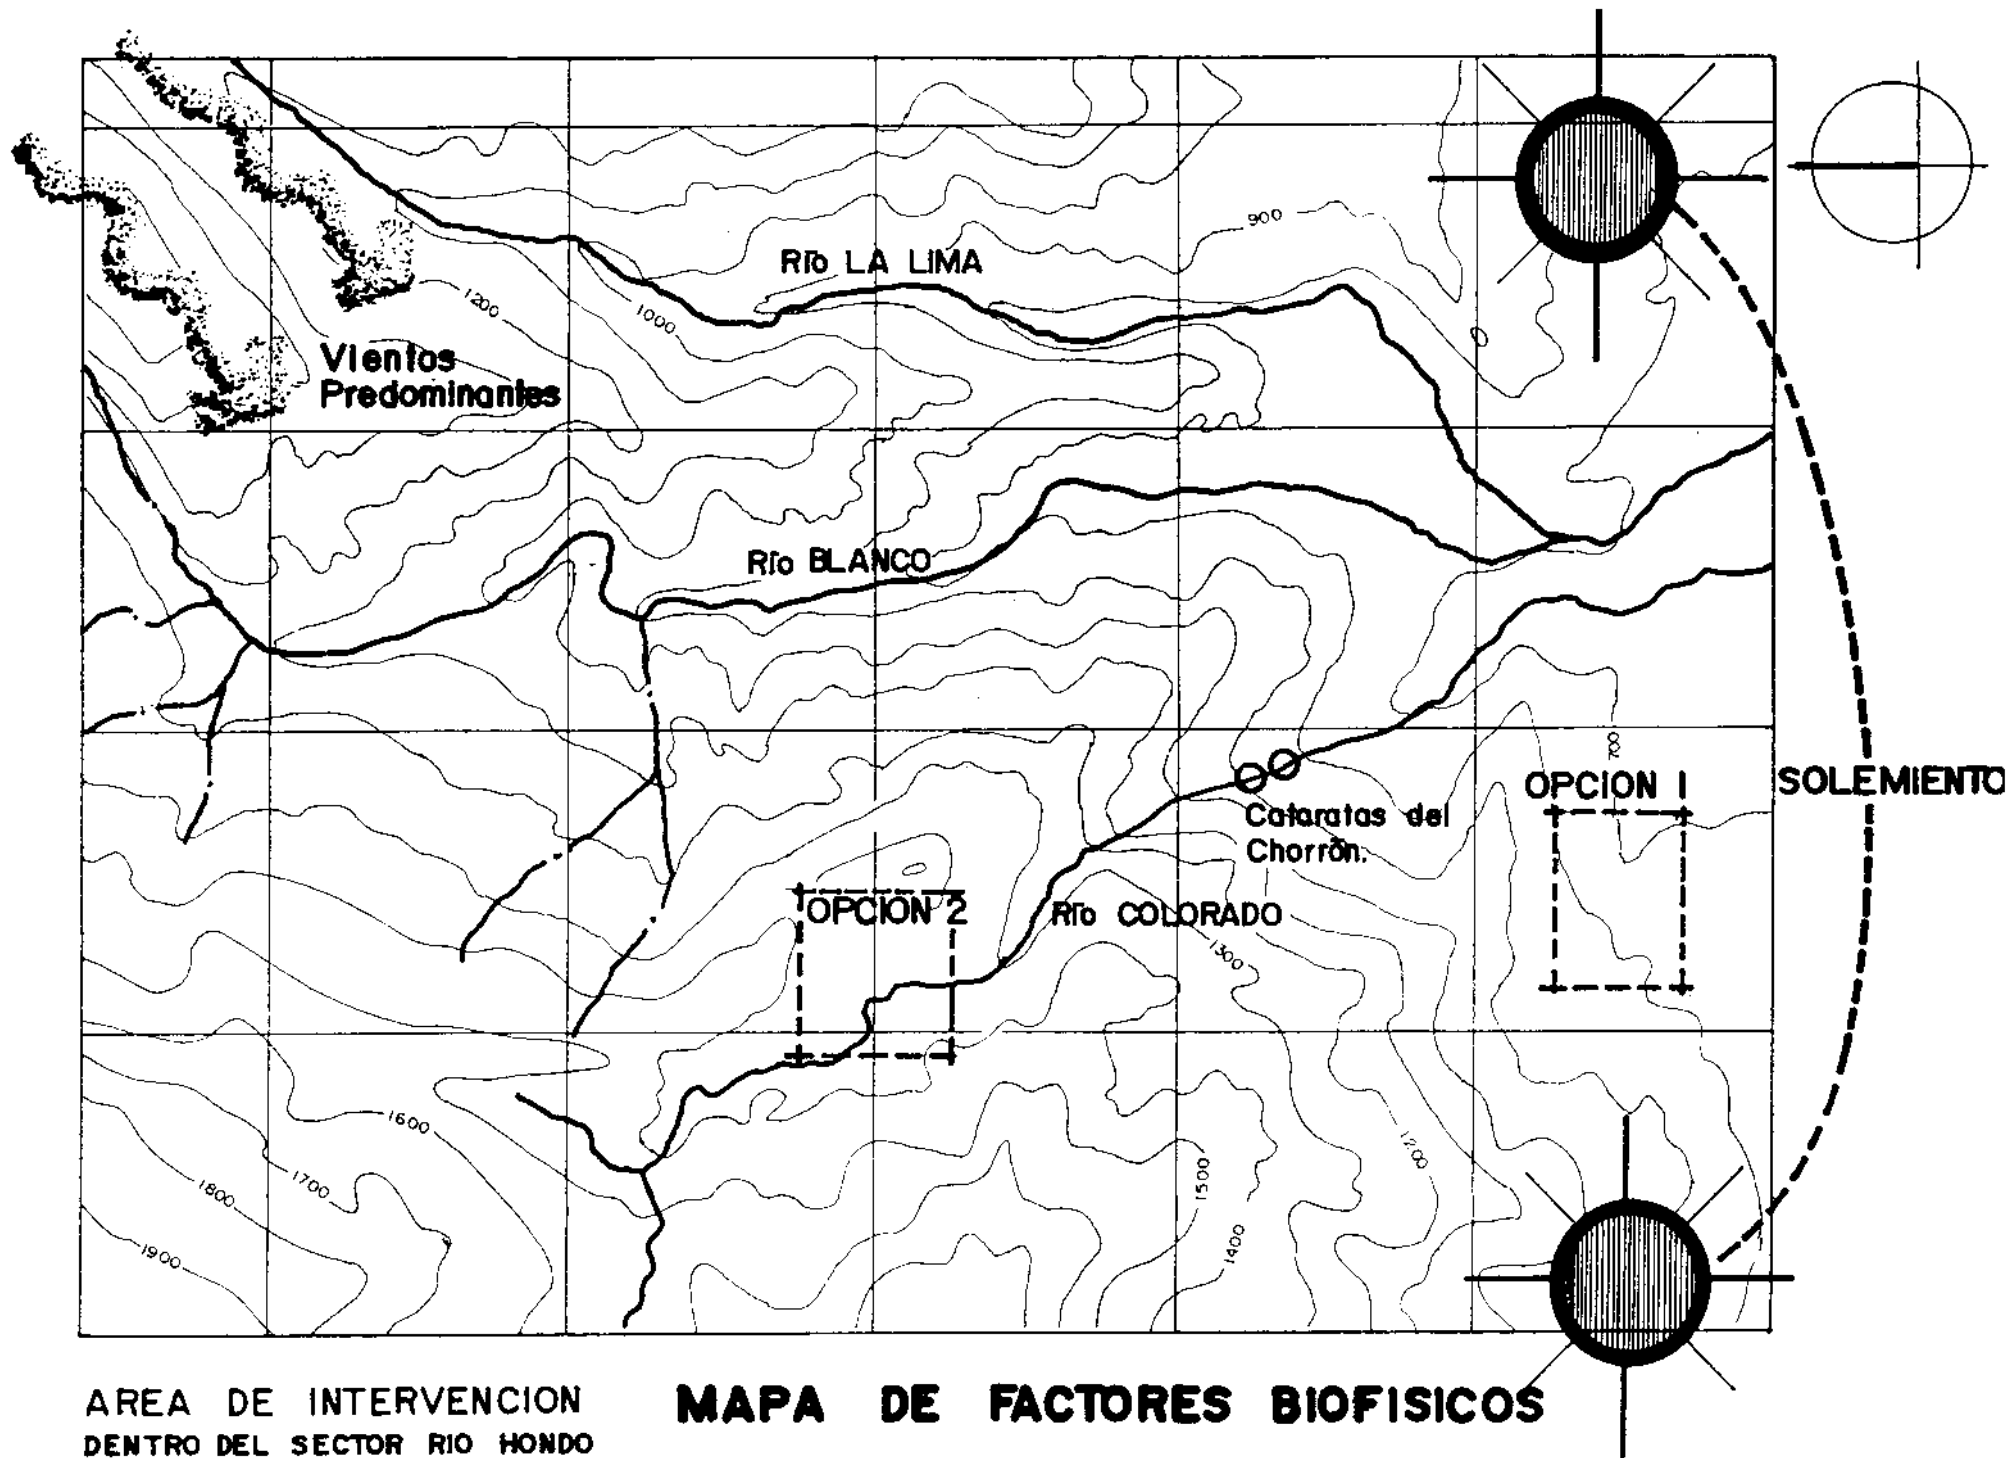 900
Río LA LIMA
1200
1000
Vientos
Predominantes
Río BLANCO
700
OPCION 1
SOLEMIENTO
Cataratas del
Chorrón.
OPCION 2
Río COLORADO
1300
1600
1200
1700
1800
1500
1400
1900
AREA DE INTERVENCION
DENTRO DEL SECTOR RIO HONDO
MAPA DE FACTORES BIOFISICOS